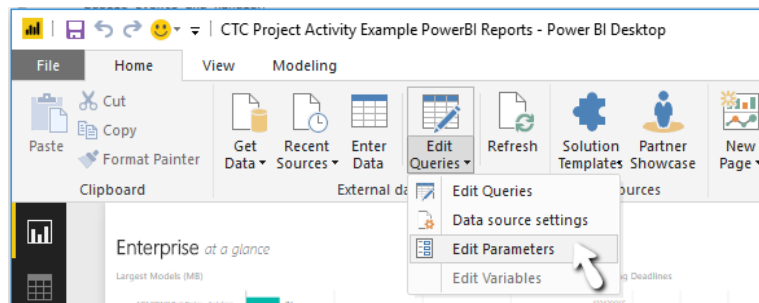 CTC Project Activity Example PowerBI Reports - Power BI Desktop
File Home View Modeling
Cut
Copy
Format Painter
Paste
Clipboard
Get Data
Recent Sources
Enter Data
Edit Queries
Refresh
Solution Templates
Partner Showcase
New Page
External da
urces
Edit Queries
Data source settings
Edit Parameters
Edit Variables
Enterprise at a glance
Largest Models (MB)
g Deadlines